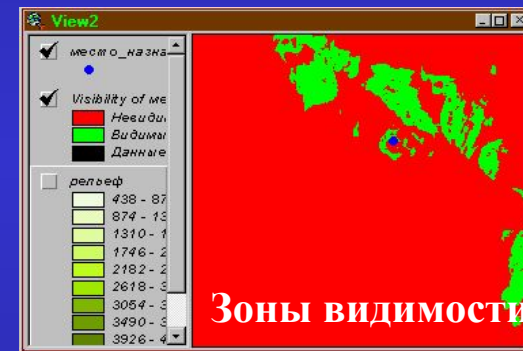 View2
место_назна
Visibility of ме
Невиди
Видимы
Данные
рельеф
438 - 87
874 - 13
1310 - 1
1746 - 2
2182 - 2
2618 - 3
3054 - 3
3490 - 3
3926 - 4
Зоны видимости